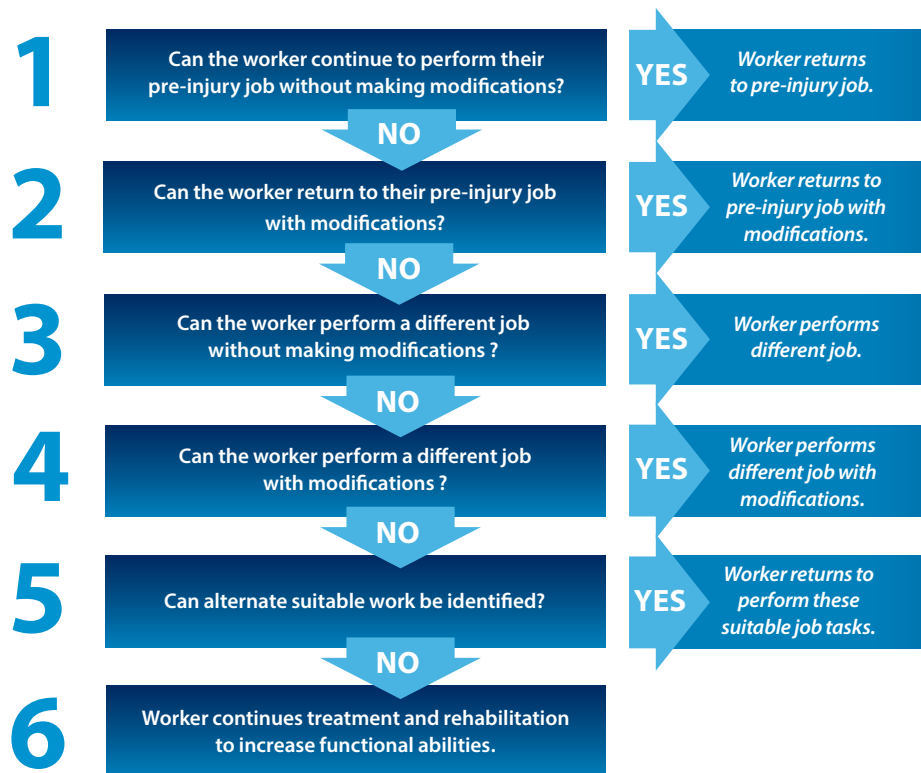 1
Can the worker continue to perform their
pre-injury job without making modifications?
YES
Worker returns
to pre-injury job.
NO
2
Can the worker return to their pre-injury job
with modifications?
YES
Worker returns to
pre-injury job with
modifications.
NO
3
Can the worker perform a different job
without making modifications ?
YES
Worker performs
different job.
NO
4
Can the worker perform a different job
with modifications ?
YES
Worker performs
different job with
modifications.
NO
5
Can alternate suitable work be identified?
YES
Worker returns to
perform these
suitable job tasks.
NO
6
Worker continues treatment and rehabilitation
to increase functional abilities.